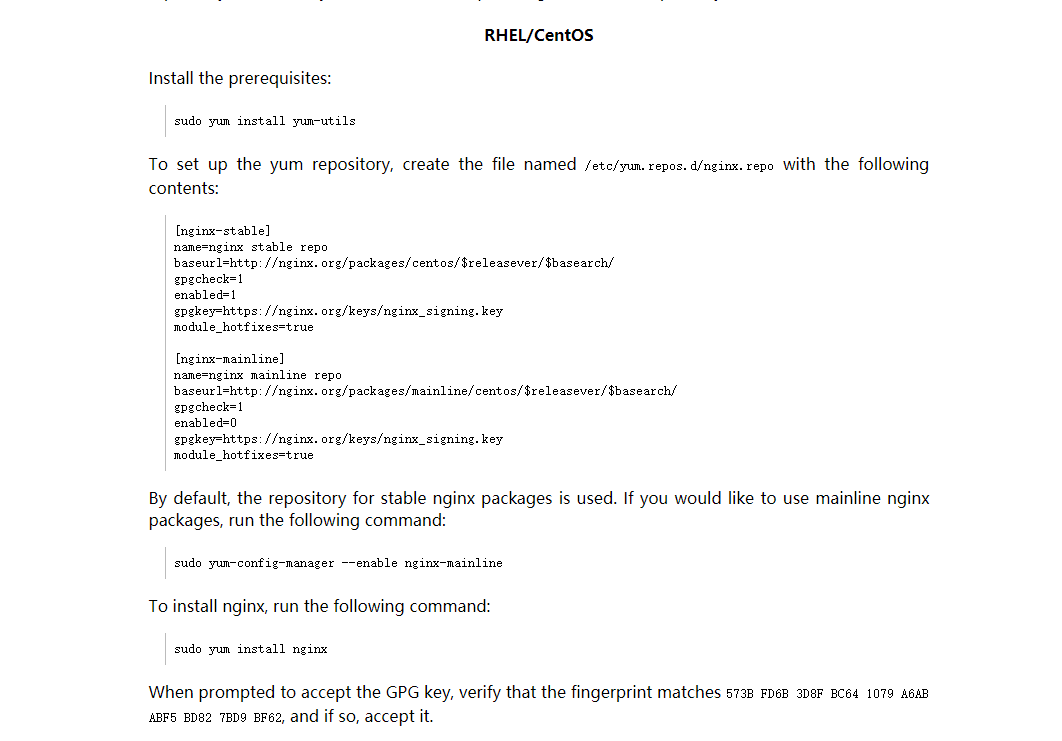 RHEL/CentOS
Install the prerequisites:
sudo yum install yum-utils
To set up the yum repository, create the file named /etc/yum.repos.d/nginx.repo with the following
contents:
[nginx-stable]
name=nginx stable repo
baseurl=http://nginx.org/packages/centos/$releasever/$basearch/
gpgcheck=1
enabled=1
gpgkey=https://nginx.org/keys/nginx_signing.key
module_hotfixes=true
[nginx-mainline]
name=nginx mainline repo
baseurl=http://nginx.org/packages/mainline/centos/$releasever/$basearch/
gpgcheck=1
enabled=0
gpgkey=https://nginx.org/keys/nginx_signing.key
module_hotfixes=true
By default, the repository for stable nginx packages is used. If you would like to use mainline nginx
packages, run the following command:
sudo yum-config-manager --enable nginx-mainline
To install nginx, run the following command:
sudo yum install nginx
When prompted to accept the GPG key, verify that the fingerprint matches 573B FD6B 3D8F BC64 1079 A6AB
ABF5 BD82 7BD9 BF62, and if so, accept it.